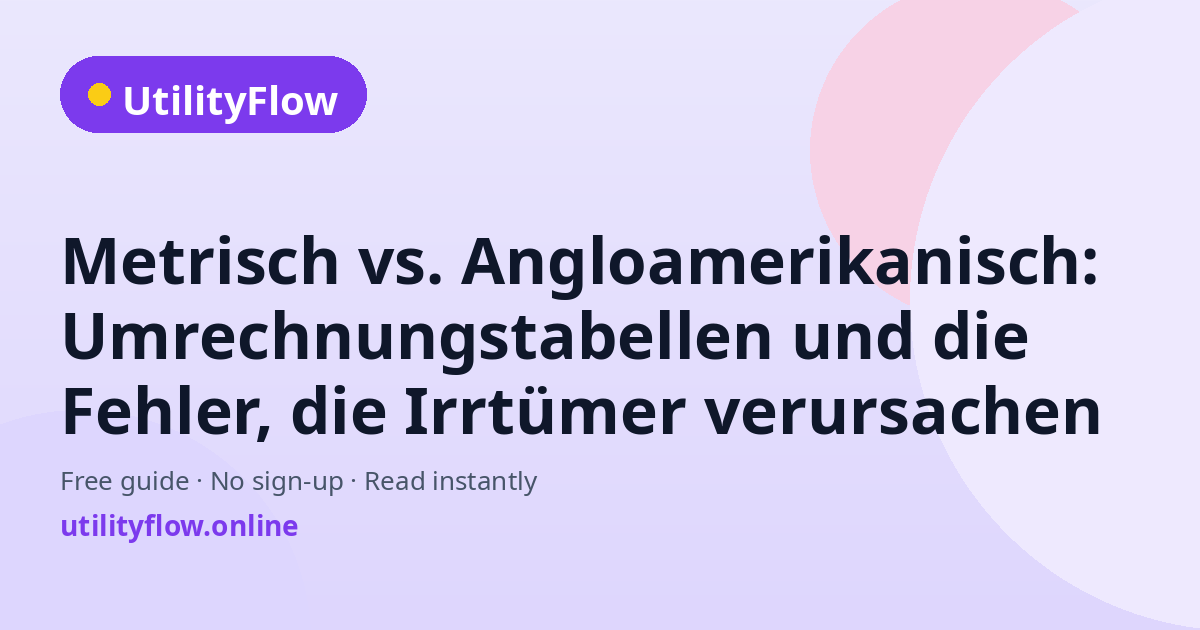 UtilityFlow
Metrisch vs. Angloamerikanisch:
Umrechnungstabellen und die
Fehler, die Irrtümer verursachen
Free guide · No sign-up · Read instantly
utilityflow.online